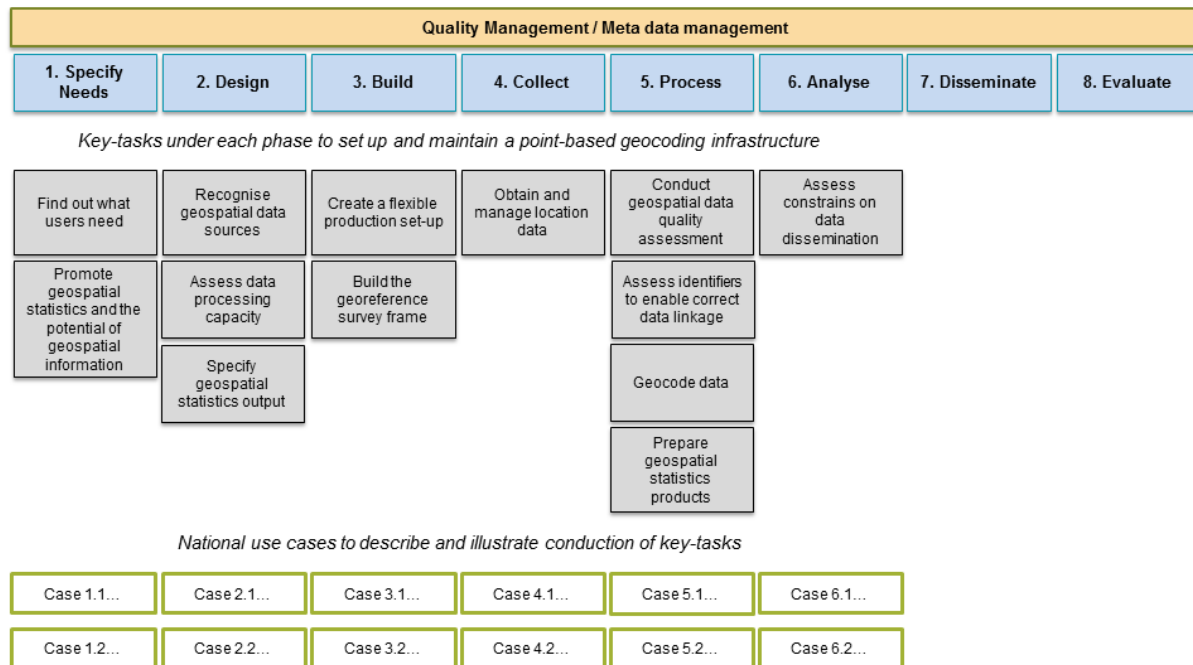 Quality Management / Meta data management
1. Specify
Needs
2. Design
3. Build
4. Collect
5. Process
6. Analyse
7. Disseminate
8. Evaluate
Key-tasks under each phase to set up and maintain a point-based geocoding infrastructure
Find out what
users need
Recognise
geospatial data
sources
Create a flexible
production set-up
Obtain and
manage location
data
Conduct
geospatial data
quality
assessment
Assess
constrains on
data
dissemination
Promote
geospatial
statistics and the
potential of
geospatial
information
Assess data
processing
capacity
Build the
georeference
survey frame
Assess identifiers
to enable correct
data linkage
Specify
geospatial
statistics output
Geocode data
Prepare
geospatial
statistics
products
National use cases to describe and illustrate conduction of key-tasks
Case 1.1...
Case 2.1...
Case 3.1...
Case 4.1...
Case 5.1...
Case 6.1...
Case 1.2...
Case 2.2...
Case 3.2...
Case 4.2...
Case 5.2...
Case 6.2...